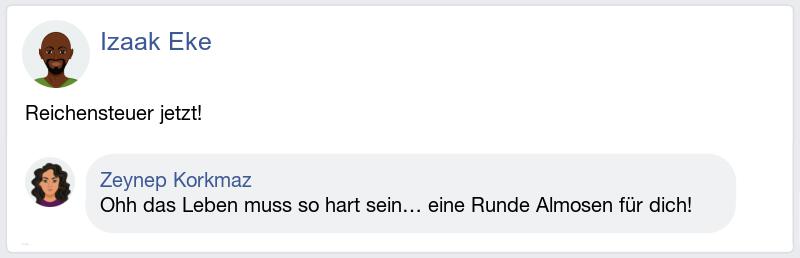 Izaak Eke
Reichensteuer jetzt!
Zeynep Korkmaz
Ohh das Leben muss so hart sein… eine Runde Almosen für dich!